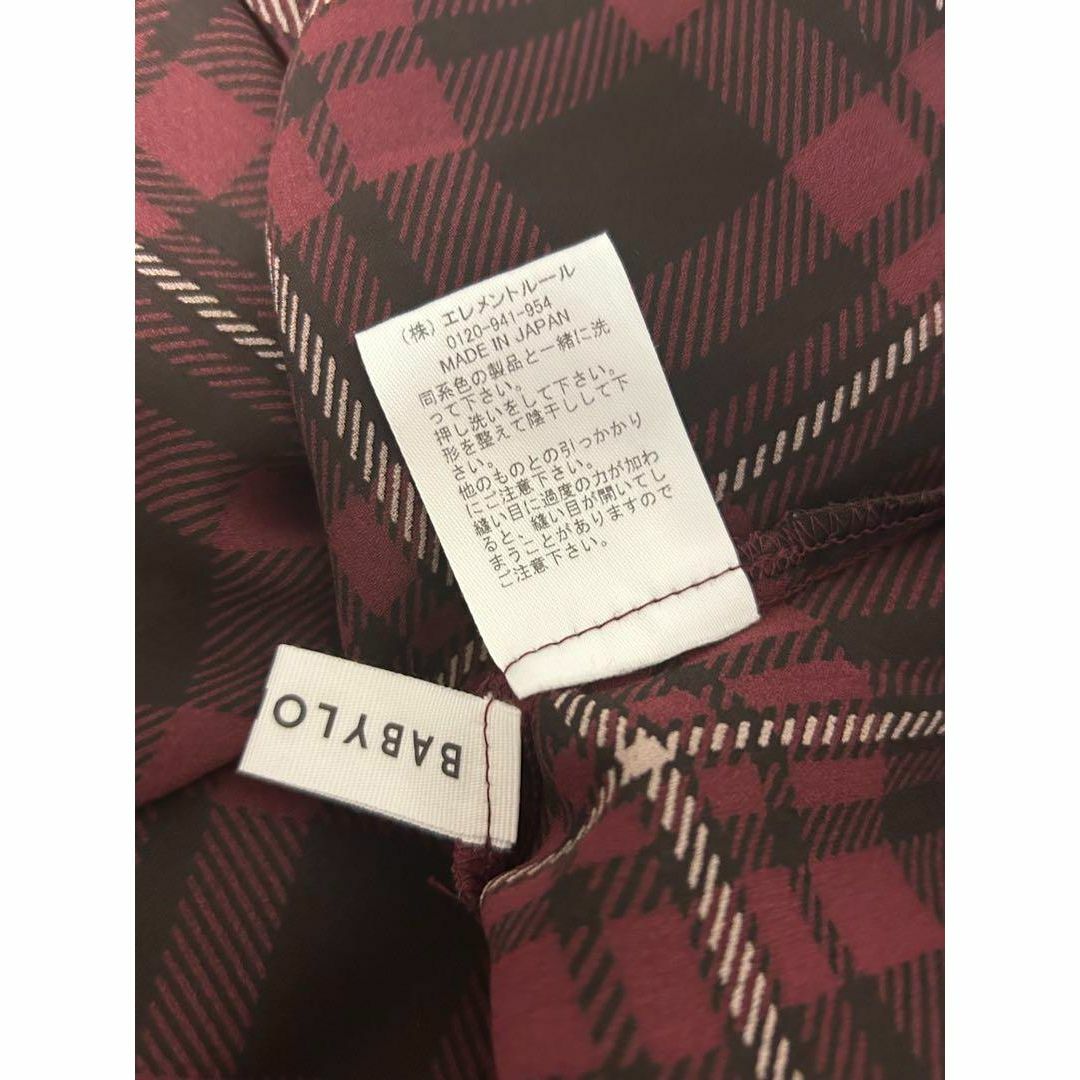 (株) エレメントルール
0120-941-954
MADE IN JAPAN
同系色の製品と一緒に洗
って下さい。
押し洗いをして下さい。
形を整えて陰干しして下
さい。
他のものとの引っかかり
にご注意下さい。
縫い目に過度の力が加わ
ると、縫い目が開いてし
まうことがありますので
ご注意下さい。
BABYLO